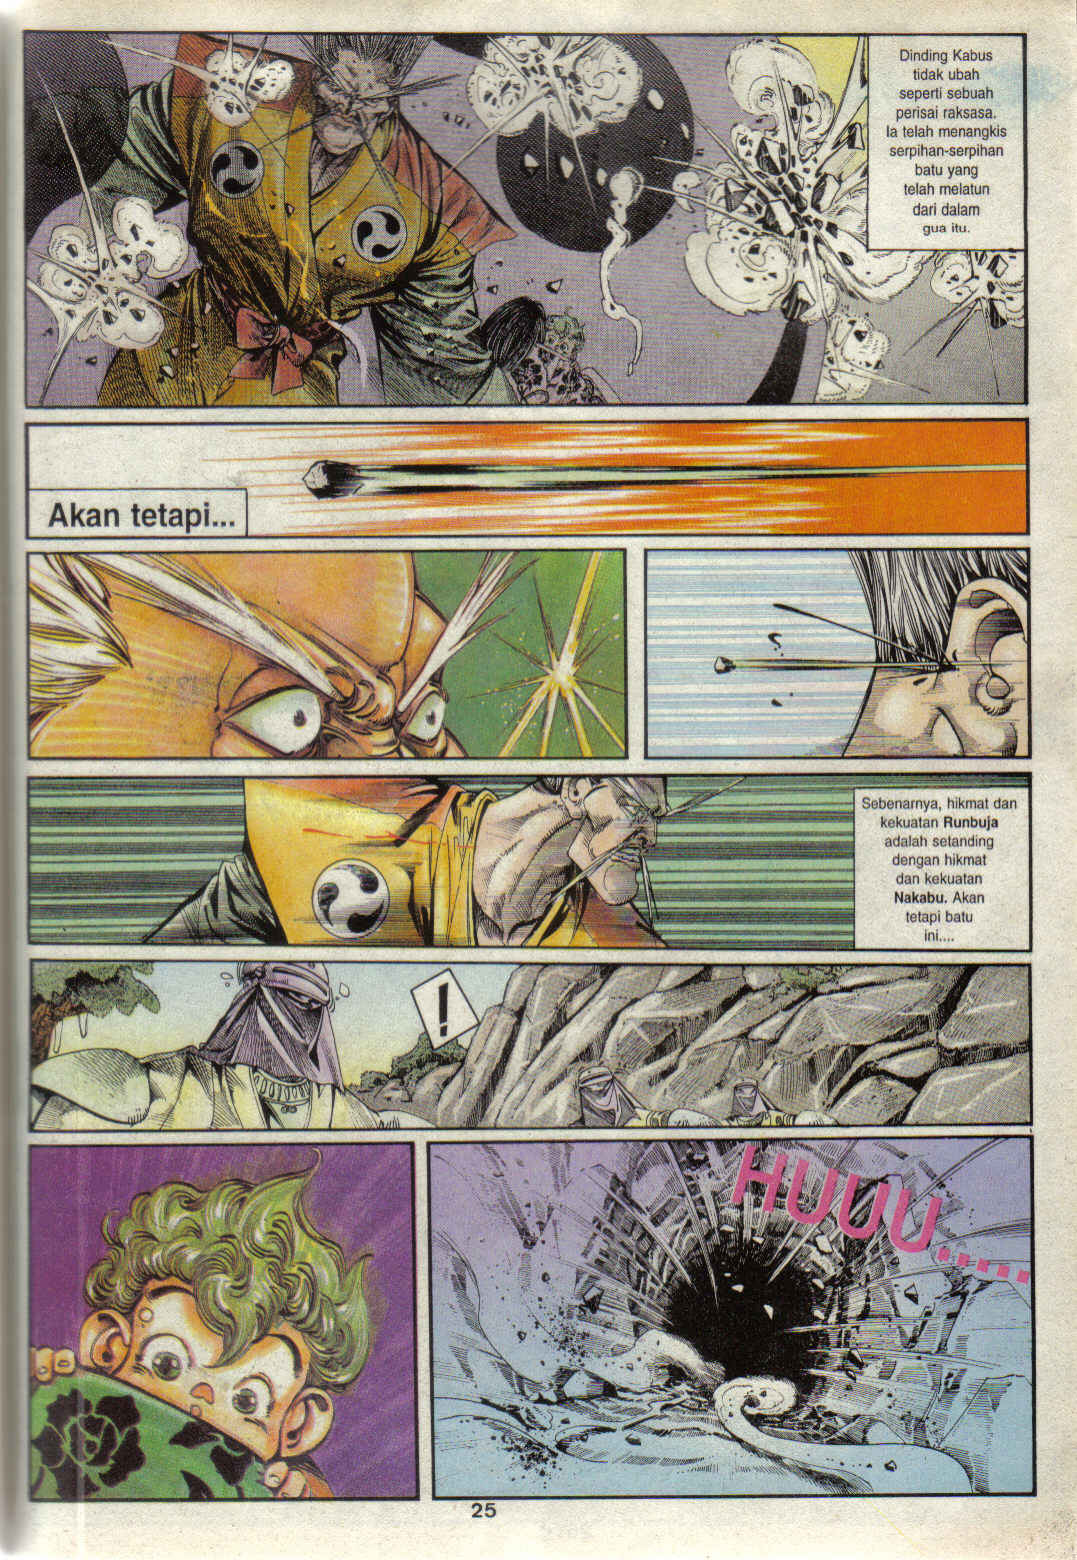 Dinding Kabus
tidak ubah
seperti sebuah
perisai raksasa.
Ia telah menangkis
serpihan-serpihan
batu yang
telah melatun
dari dalam
gua itu.
Akan tetapi...
Sebenarnya, hikmat dan
kekuatan Runbuja
adalah setanding
dengan hikmat
dan kekuatan
Nakabu. Akan
tetapi batu
ini....
!
HUUU.....
25